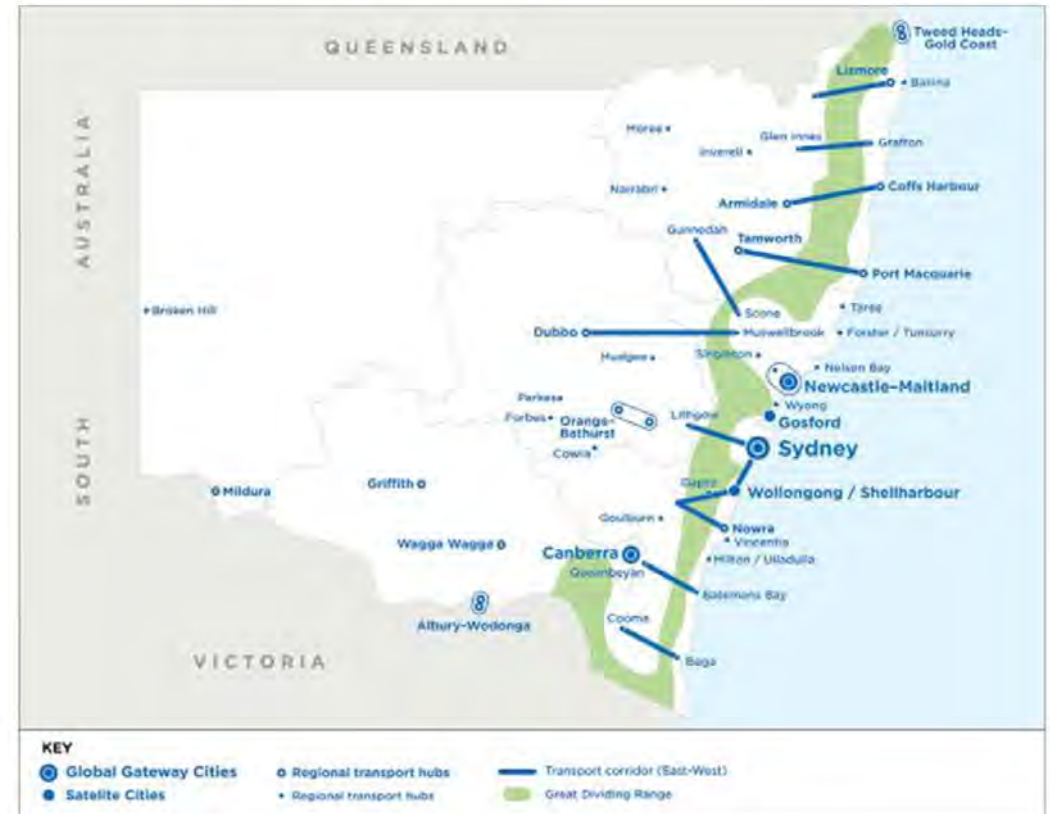 QUEENSLAND
Tweed Heads-
Gold Coast
Lismore
Ballina
AUSTRALIA
Moree
Glen Innes
Inverell
Grafton
Narrabri
Coffs Harbour
Armidale
Gunnedah
Tamworth
Port Macquarie
Broken Hill
Scone
Taree
Dubbo
Muswellbrook
Forster / Tuncurry
Mudgee
Singleton
Nelson Bay
Newcastle-Maitland
Parkes
Wyong
Forbes
Orange-
Bathurst
Lithgow
Gosford
Cowra
Sydney
SOUTH
Mildura
Griffith
Dapto
Wollongong / Shellharbour
Goulburn
Nowra
Vincentia
Wagga Wagga
Canberra
Milton / Ulladulla
Queanbeyan
Batemans Bay
Albury-Wodonga
Cooma
Bega
VICTORIA
KEY
Global Gateway Cities
Regional transport hubs
Transport corridor (East-West)
Satelite Cities
Regional transport hubs
Great Dividing Range